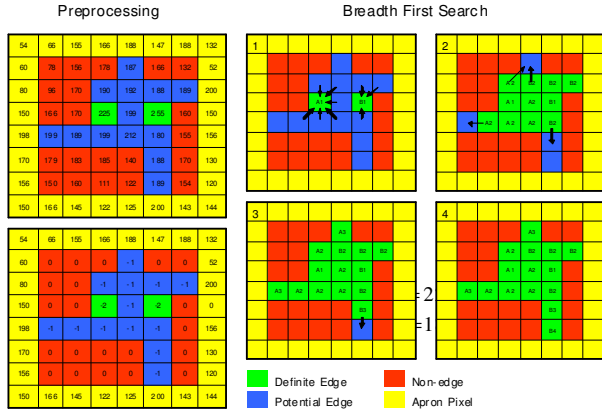 Preprocessing
Breadth First Search
54 66 155 166 188 147 188 132
60 78 156 178 187 166 132 52
80 96 170 190 192 188 189 200
150 166 170 225 199 255 160 150
198 199 189 199 212 180 155 156
170 179 183 185 140 188 170 130
156 150 160 111 122 189 154 120
150 166 145 122 125 200 143 144
1
A1 B1
2
A2 B2 B2
A1 A2 B1
A2 A2 A2 B2
54 66 155 166 188 147 188 132
60 0 0 0 -1 0 0 52
80 0 0 -1 -1 -1 -1 200
150 0 0 -2 -1 -2 0 0
198 -1 -1 -1 -1 -1 0 156
170 0 0 0 0 -1 0 130
156 0 0 0 0 -1 0 120
150 166 145 122 125 200 143 144
3
A3
A2 B2 B2 B2
A1 A2 B1
A3 A2 A2 A2 B2
B3
=2
=1
4
A3
A2 B2 B2 B2
A1 A2 B1
A3 A2 A2 A2 B2
B3
B4
Definite Edge
Non-edge
Potential Edge
Apron Pixel